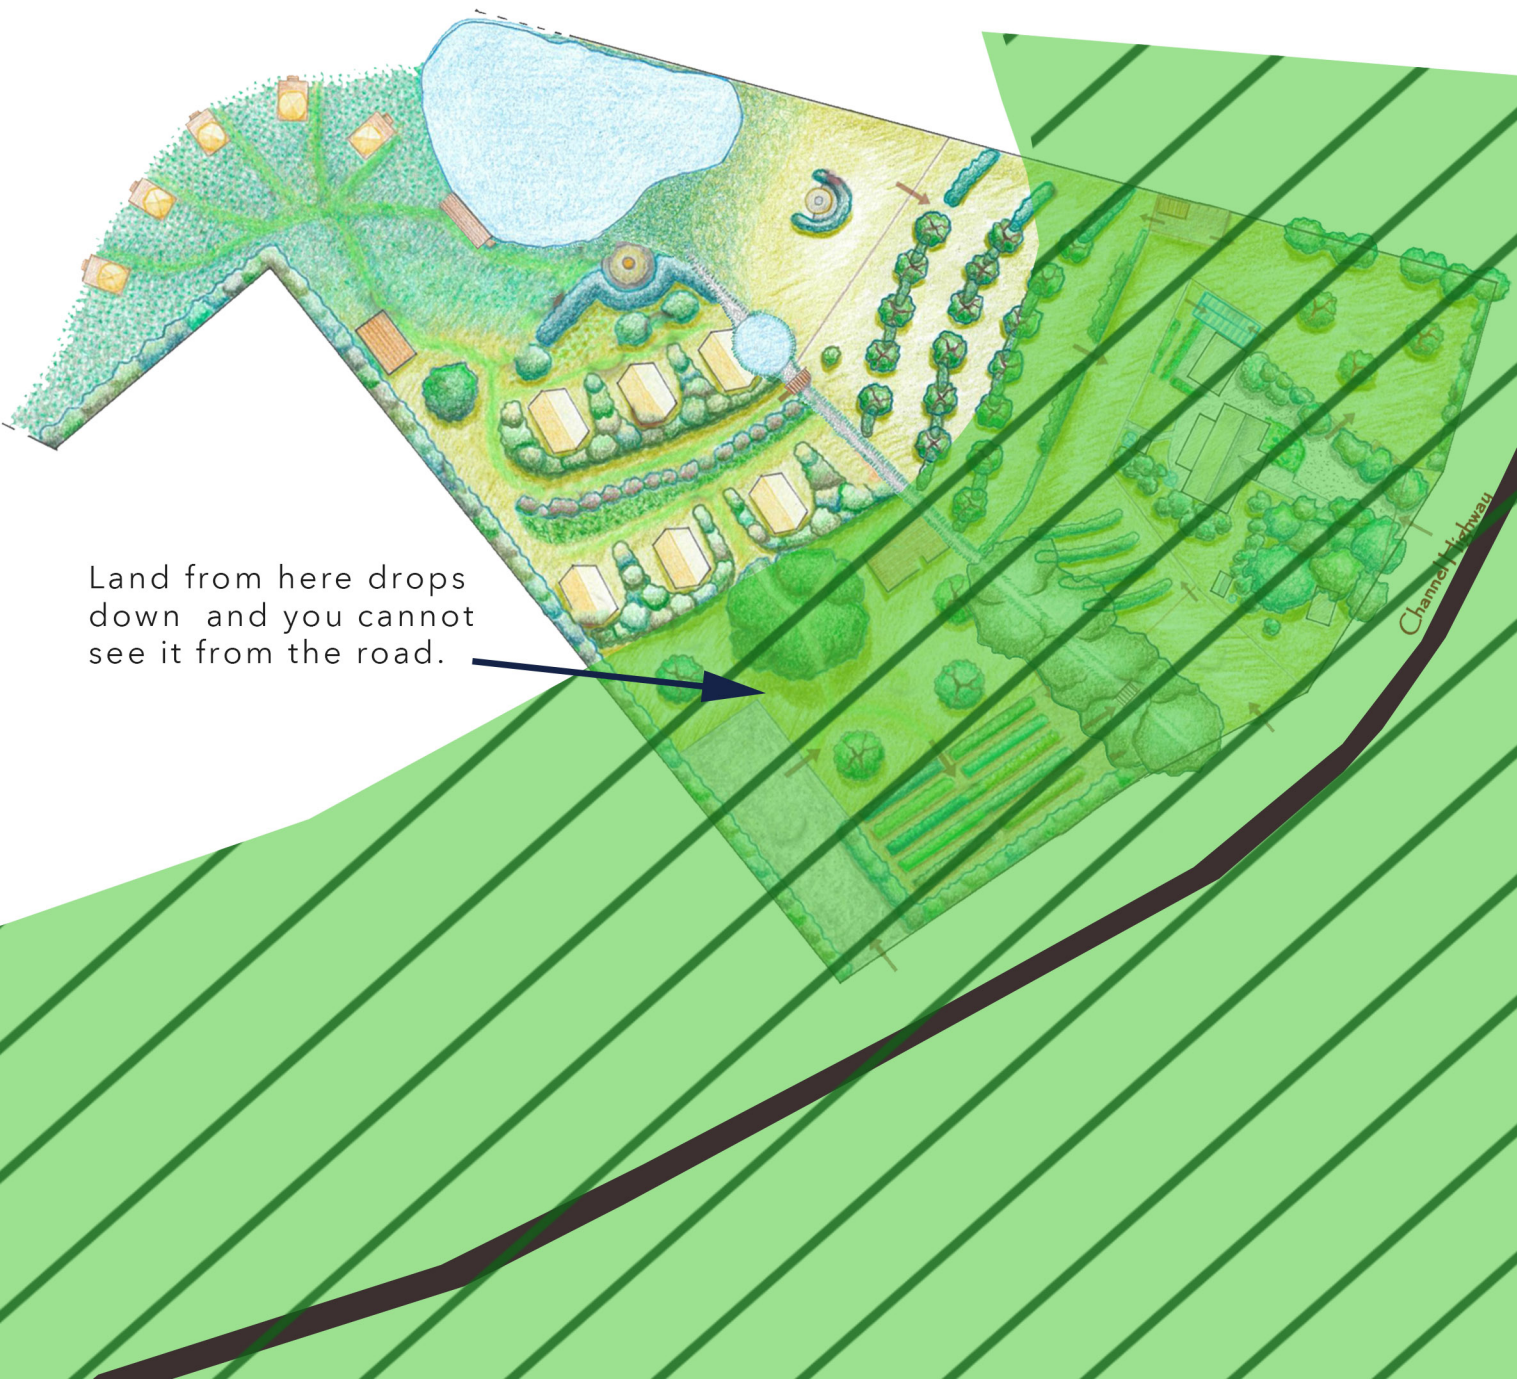 Land from here drops
down and you cannot
see it from the road.
Channel Highway